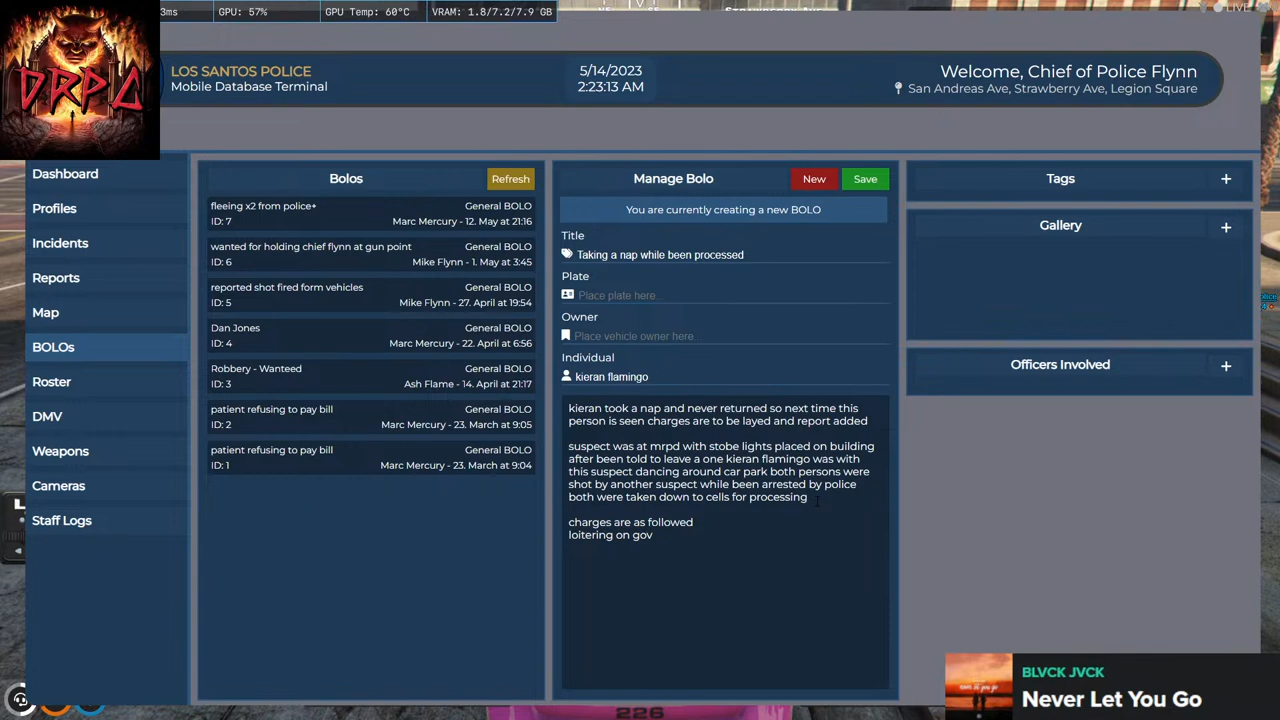 3ms
GPU: 57%
GPU Temp: 60°C
VRAM: 1.8/7.2/7.9 GB
LIVE
DRPC
LOS SANTOS POLICE
Mobile Database Terminal
5/14/2023
2:23:13 AM
Welcome, Chief of Police Flynn
San Andreas Ave, Strawberry Ave, Legion Square
Dashboard
Profiles
Incidents
Reports
Map
BOLOs
Roster
DMV
Weapons
Cameras
Staff Logs
Bolos
Refresh
fleeing x2 from police+
General BOLO
ID: 7
Marc Mercury - 12. May at 21:16
wanted for holding chief flynn at gun point
General BOLO
ID: 6
Mike Flynn - 1. May at 3:45
reported shot fired form vehicles
General BOLO
ID: 5
Mike Flynn - 27. April at 19:54
Dan Jones
General BOLO
ID: 4
Marc Mercury - 22. April at 6:56
Robbery - Wanteed
General BOLO
ID: 3
Ash Flame - 14. April at 21:17
patient refusing to pay bill
General BOLO
ID: 2
Marc Mercury - 23. March at 9:05
patient refusing to pay bill
General BOLO
ID: 1
Marc Mercury - 23. March at 9:04
Manage Bolo
New
Save
You are currently creating a new BOLO
Title
Taking a nap while been processed
Plate
Place plate here...
Owner
Place vehicle owner here...
Individual
kieran flamingo
kieran took a nap and never returned so next time this
person is seen charges are to be layed and report added
suspect was at mrpd with stobe lights placed on building
after been told to leave a one kieran flamingo was with
this suspect dancing around car park both persons were
shot by another suspect while been arrested by police
both were taken down to cells for processing
charges are as followed
loitering on gov
Tags
+
Gallery
+
Officers Involved
+
BLVCK JVCK
Never Let You Go
226